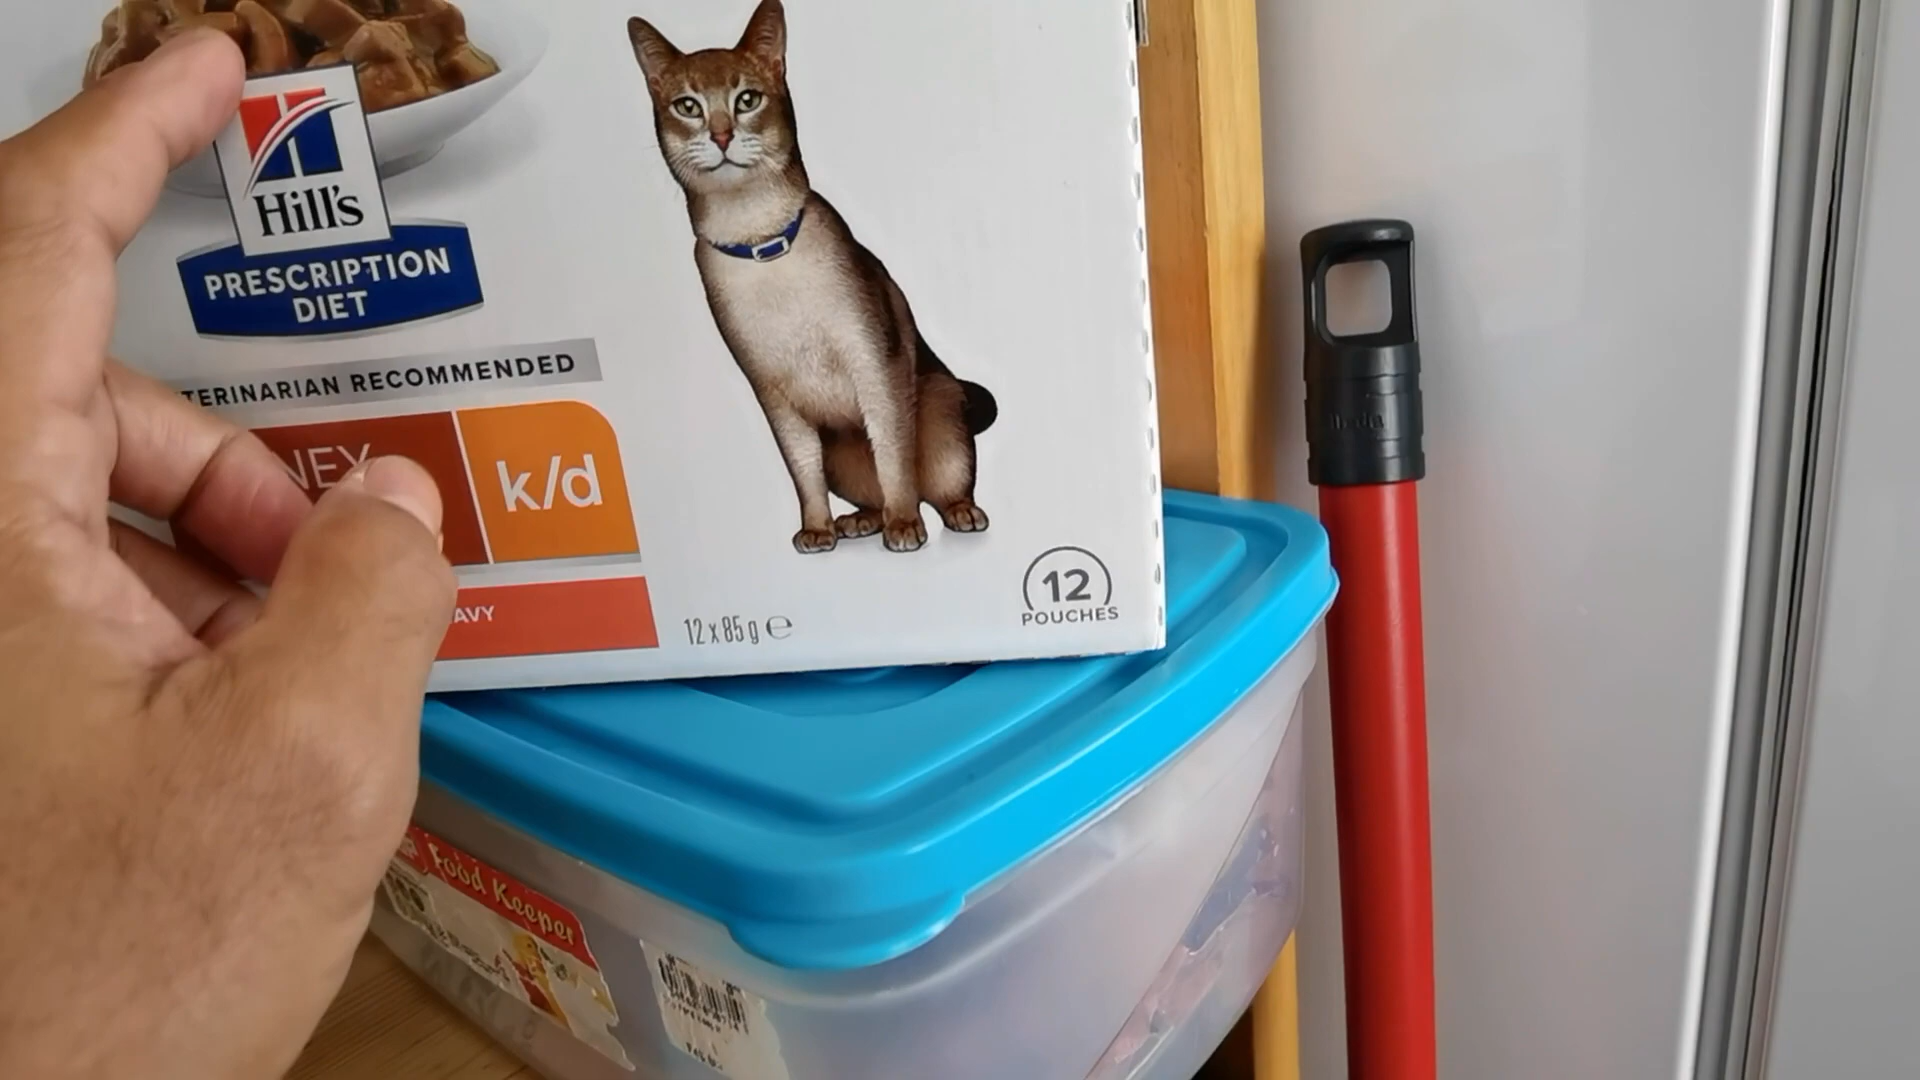 Hill's
PRESCRIPTION
DIET
TERINARIAN RECOMMENDED
NEY
k/d
AVY
12 x 85 g e
12
POUCHES
Food Keeper